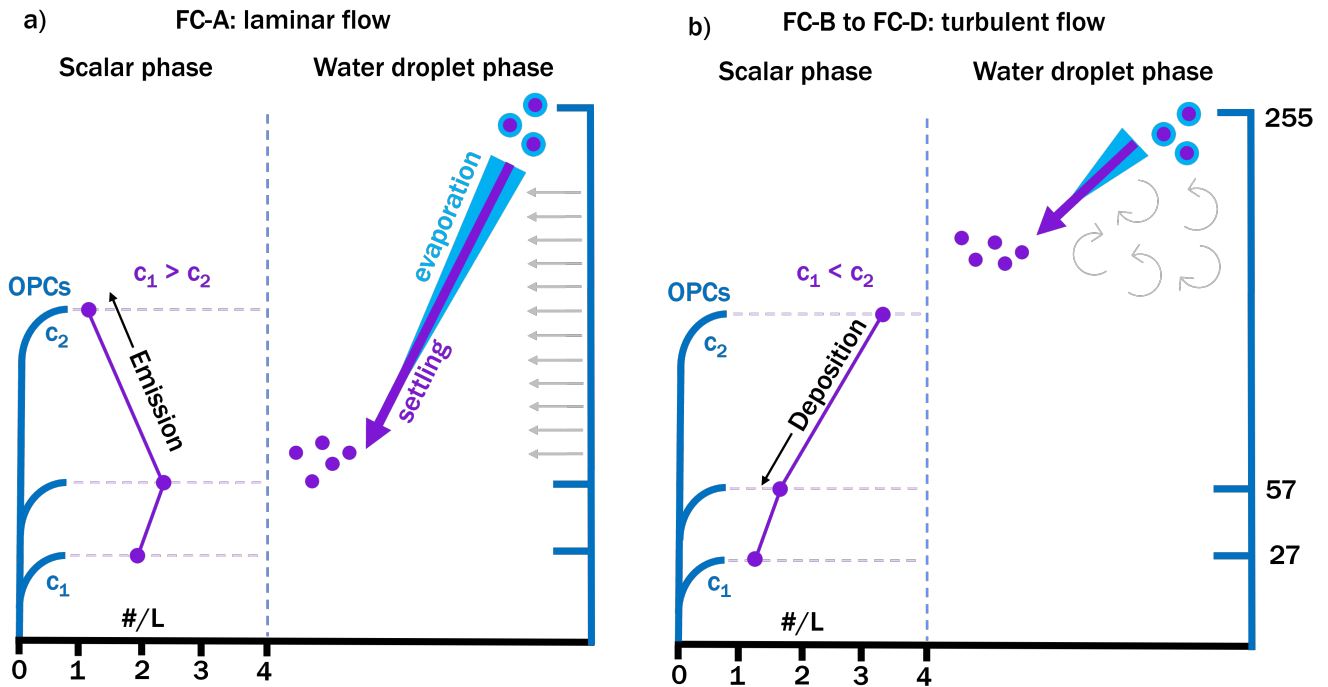 a)
FC-A: laminar flow
Scalar phase
Water droplet phase
evaporation
settling
OPCs
c1 > c2
c2
Emission
c1
#/L
0 1 2 3 4
b)
FC-B to FC-D: turbulent flow
Scalar phase
Water droplet phase
255
OPCs
c1 < c2
c2
Deposition
57
27
c1
#/L
0 1 2 3 4